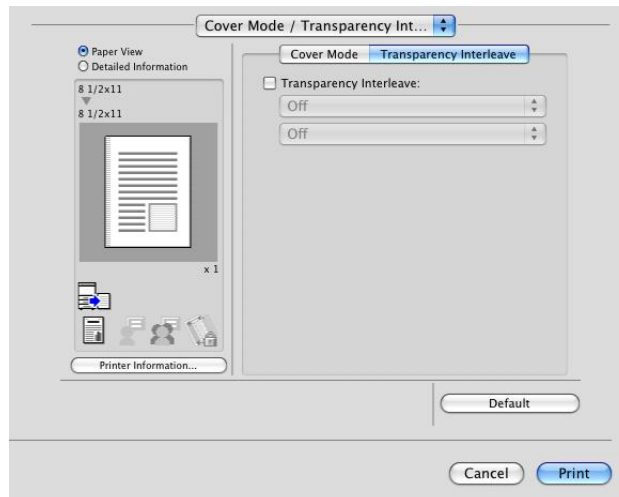 Cover Mode / Transparency Int...
Paper View
Detailed Information
8 1/2x11
8 1/2x11
x 1
Printer Information...
Cover Mode Transparency Interleave
Transparency Interleave:
Off
Off
Default
Cancel Print